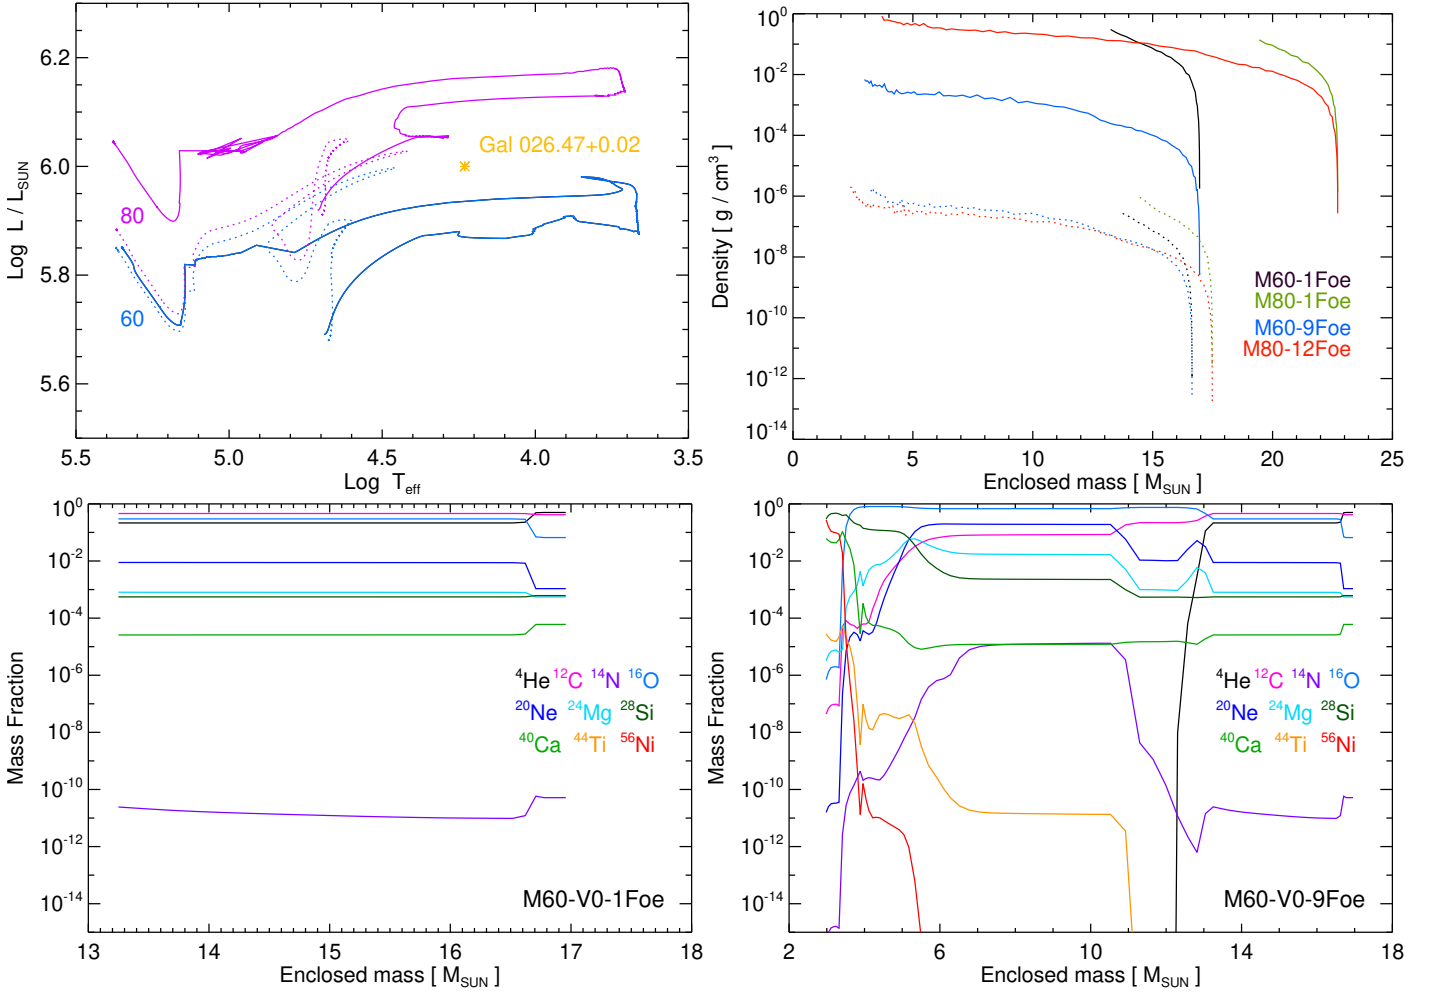 6.2
6.0
5.8
5.6
Log L / L_SUN
Gal 026.47+0.02
80
60
5.5 5.0 4.5 4.0 3.5
Log T_eff
10^0
10^-2
10^-4
10^-6
10^-8
10^-10
10^-12
10^-14
Density [ g / cm^3 ]
M60-1Foe
M80-1Foe
M60-9Foe
M80-12Foe
0 5 10 15 20 25
Enclosed mass [ M_SUN ]
10^0
10^-2
10^-4
10^-6
10^-8
10^-10
10^-12
10^-14
Mass Fraction
^4He ^12C ^14N ^16O
^20Ne ^24Mg ^28Si
^40Ca ^44Ti ^56Ni
M60-V0-1Foe
13 14 15 16 17 18
Enclosed mass [ M_SUN ]
10^0
10^-2
10^-4
10^-6
10^-8
10^-10
10^-12
10^-14
Mass Fraction
^4He ^12C ^14N ^16O
^20Ne ^24Mg ^28Si
^40Ca ^44Ti ^56Ni
M60-V0-9Foe
2 6 10 14 18
Enclosed mass [ M_SUN ]